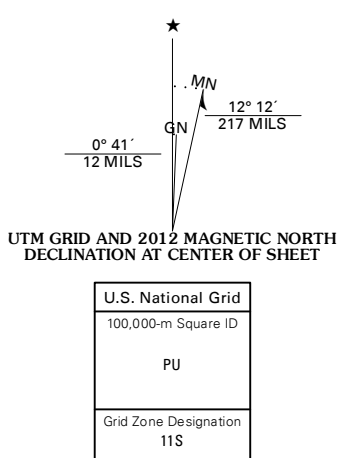 ★
MN
12° 12´
217 MILS
GN
0° 41´
12 MILS
UTM GRID AND 2012 MAGNETIC NORTH
DECLINATION AT CENTER OF SHEET
U.S. National Grid
100,000-m Square ID
PU
Grid Zone Designation
11S